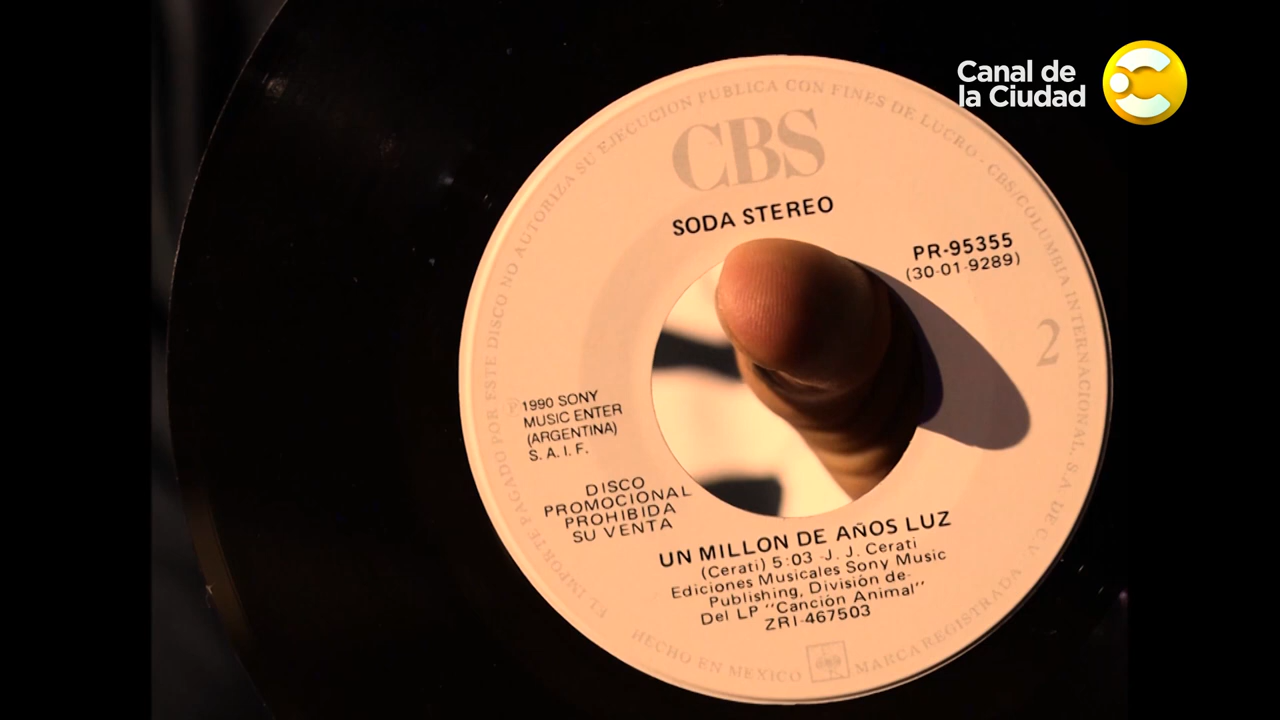 Canal de
la Ciudad
EL IMPORTE PAGADO POR ESTE DISCO NO AUTORIZA SU EJECUCION PUBLICA CON FINES DE LUCRO - CBS/COLUMBIA INTERNACIONAL, S.A. DE C.V.
CBS
SODA STEREO
PR-95355
(30-01-9289)
2
℗ 1990 SONY
MUSIC ENTER
(ARGENTINA)
S. A. I. F.
DISCO
PROMOCIONAL
PROHIBIDA
SU VENTA
UN MILLON DE AÑOS LUZ
(Cerati) 5:03 J. J. Cerati
Ediciones Musicales Sony Music
Publishing, División de-
Del LP "Canción Animal"
ZRI-467503
HECHO EN MEXICO
MARCA REGISTRADA